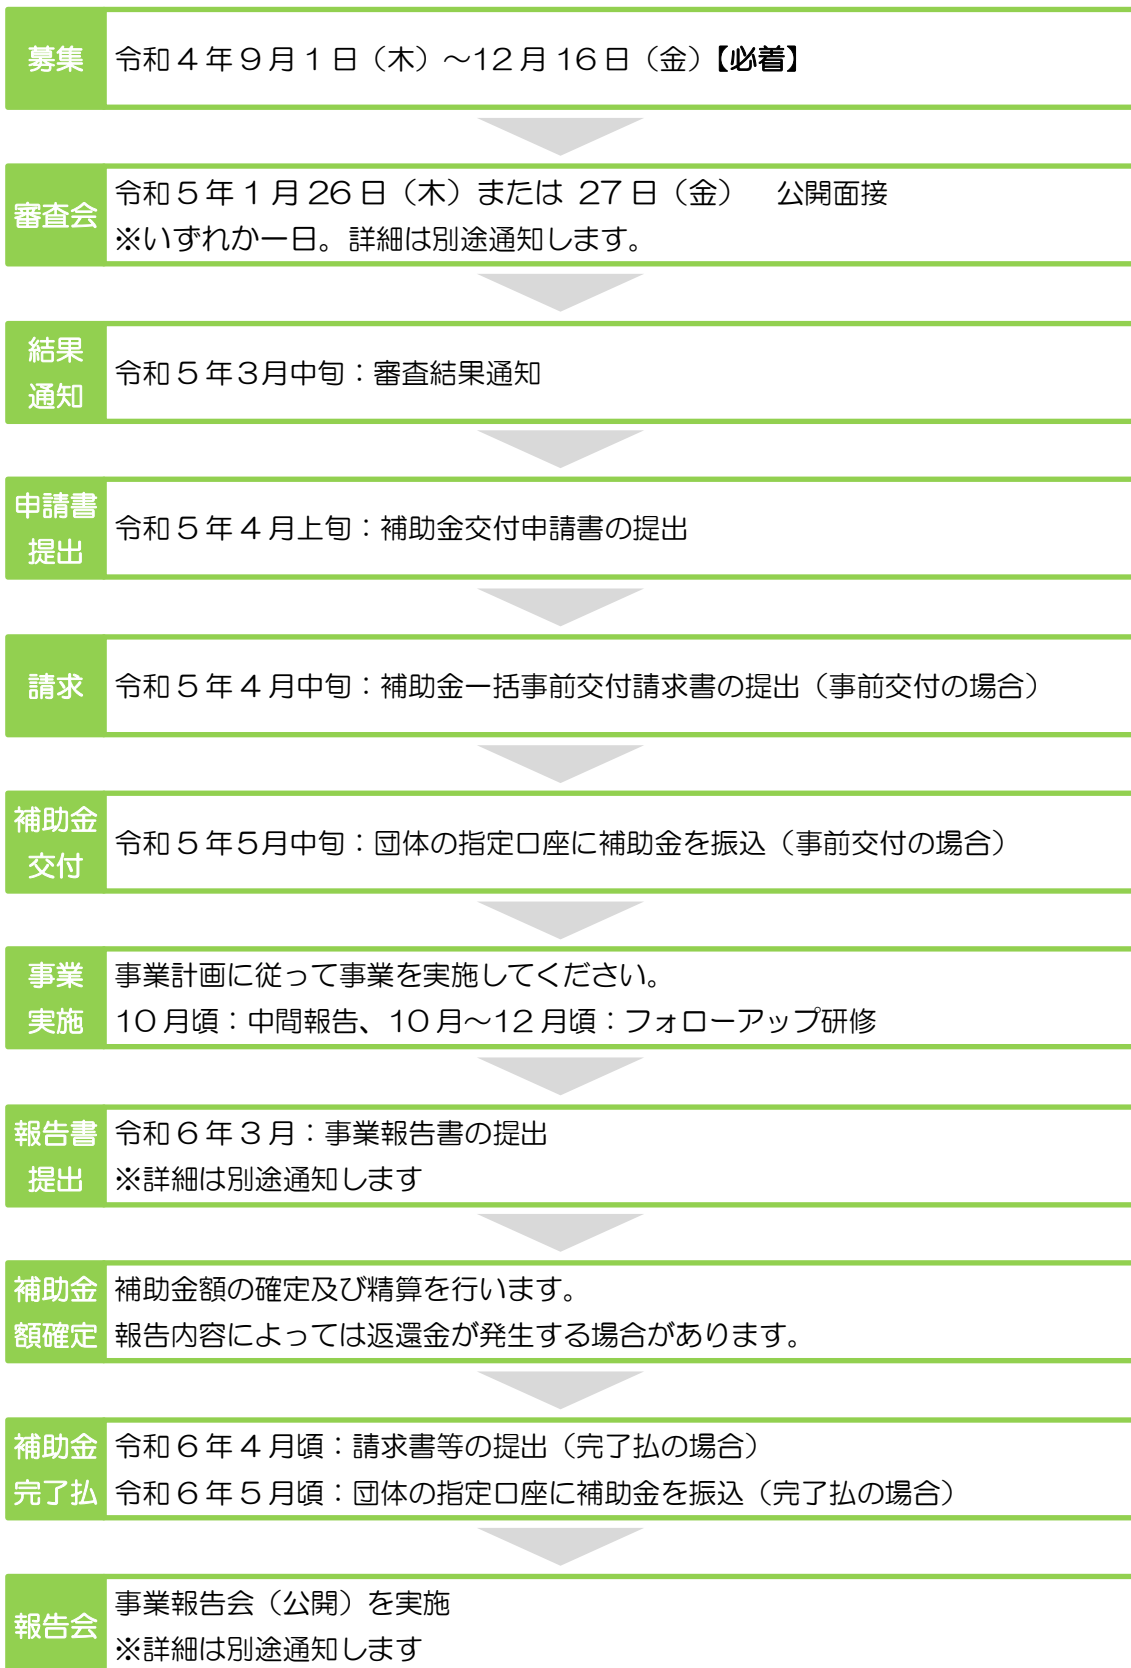 募集
令和４年９月１日（木）～12月16日（金）【必着】
審査会
令和５年１月26日（木）または 27日（金）　公開面接
※いずれか一日。詳細は別途通知します。
結果
通知
令和５年３月中旬：審査結果通知
申請書
提出
令和５年４月上旬：補助金交付申請書の提出
請求
令和５年４月中旬：補助金一括事前交付請求書の提出（事前交付の場合）
補助金
交付
令和５年５月中旬：団体の指定口座に補助金を振込（事前交付の場合）
事業
実施
事業計画に従って事業を実施してください。
10月頃：中間報告、10月～12月頃：フォローアップ研修
報告書
提出
令和６年３月：事業報告書の提出
※詳細は別途通知します
補助金
額確定
補助金額の確定及び精算を行います。
報告内容によっては返還金が発生する場合があります。
補助金
完了払
令和６年４月頃：請求書等の提出（完了払の場合）
令和６年５月頃：団体の指定口座に補助金を振込（完了払の場合）
報告会
事業報告会（公開）を実施
※詳細は別途通知します